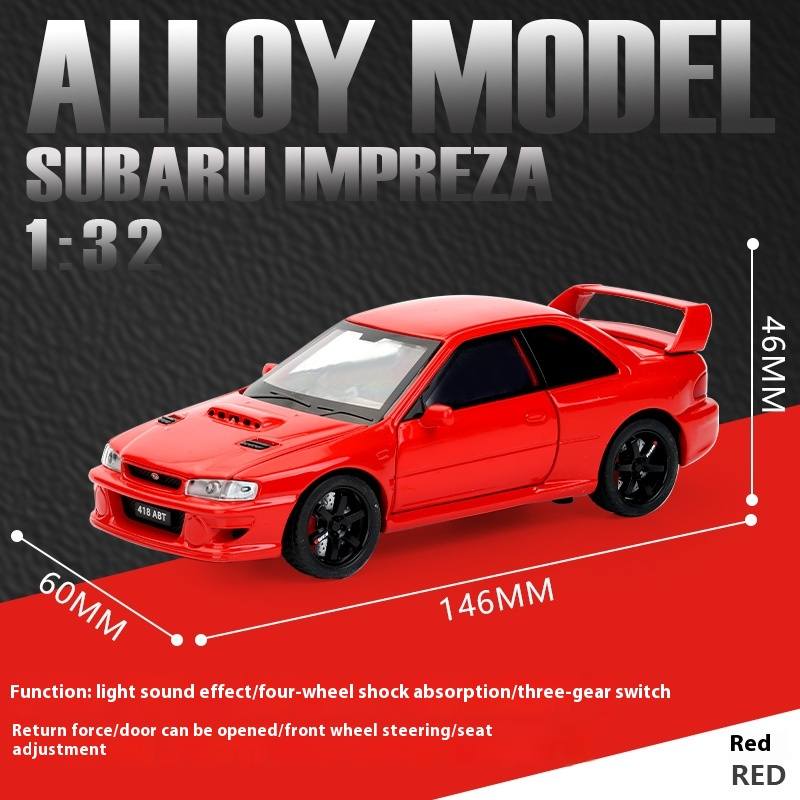 ALLOY MODEL
SUBARU IMPREZA
1:32
46MM
418 ABT
60MM
146MM
Function: light sound effect/four-wheel shock absorption/three-gear switch
Return force/door can be opened/front wheel steering/seat
adjustment
Red
RED